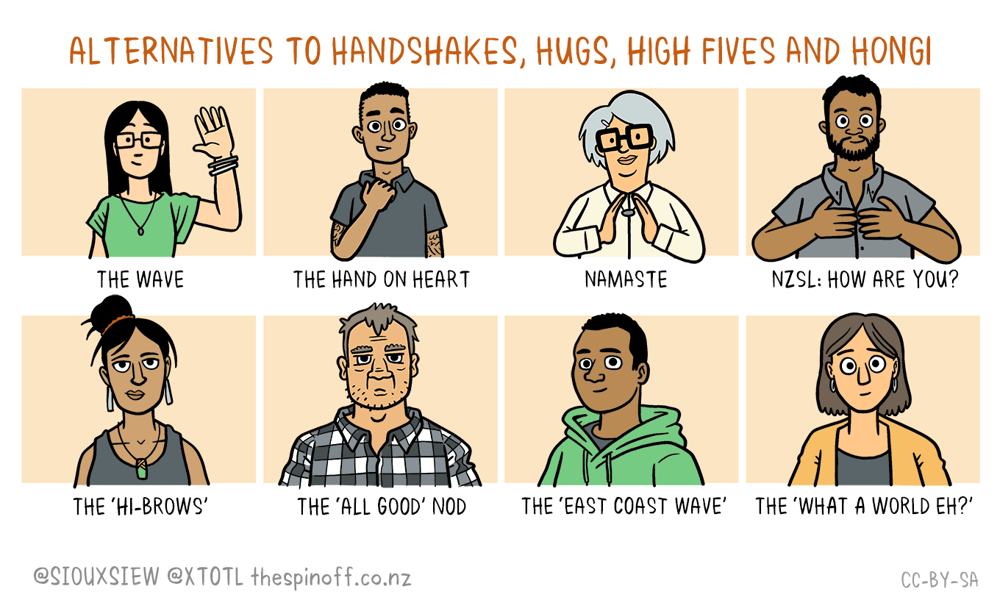 ALTERNATIVES TO HANDSHAKES, HUGS, HIGH FIVES AND HONGI
THE WAVE
THE HAND ON HEART
NAMASTE
NZSL: HOW ARE YOU?
THE 'HI-BROWS'
THE 'ALL GOOD' NOD
THE 'EAST COAST WAVE'
THE 'WHAT A WORLD EH?'
@SIOUXSIEW @XTOTL thespinoff.co.nz
CC-BY-SA